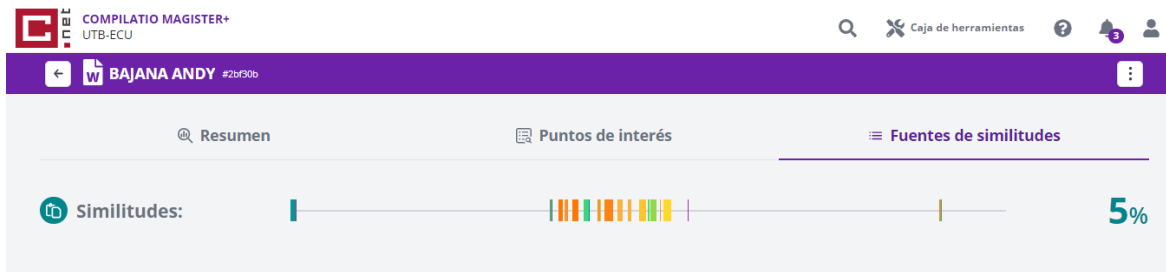 .net
COMPILATIO MAGISTER+
UTB-ECU
Caja de herramientas
3
BAJANA ANDY #2bf30b
Resumen
Puntos de interés
Fuentes de similitudes
Similitudes:
5%